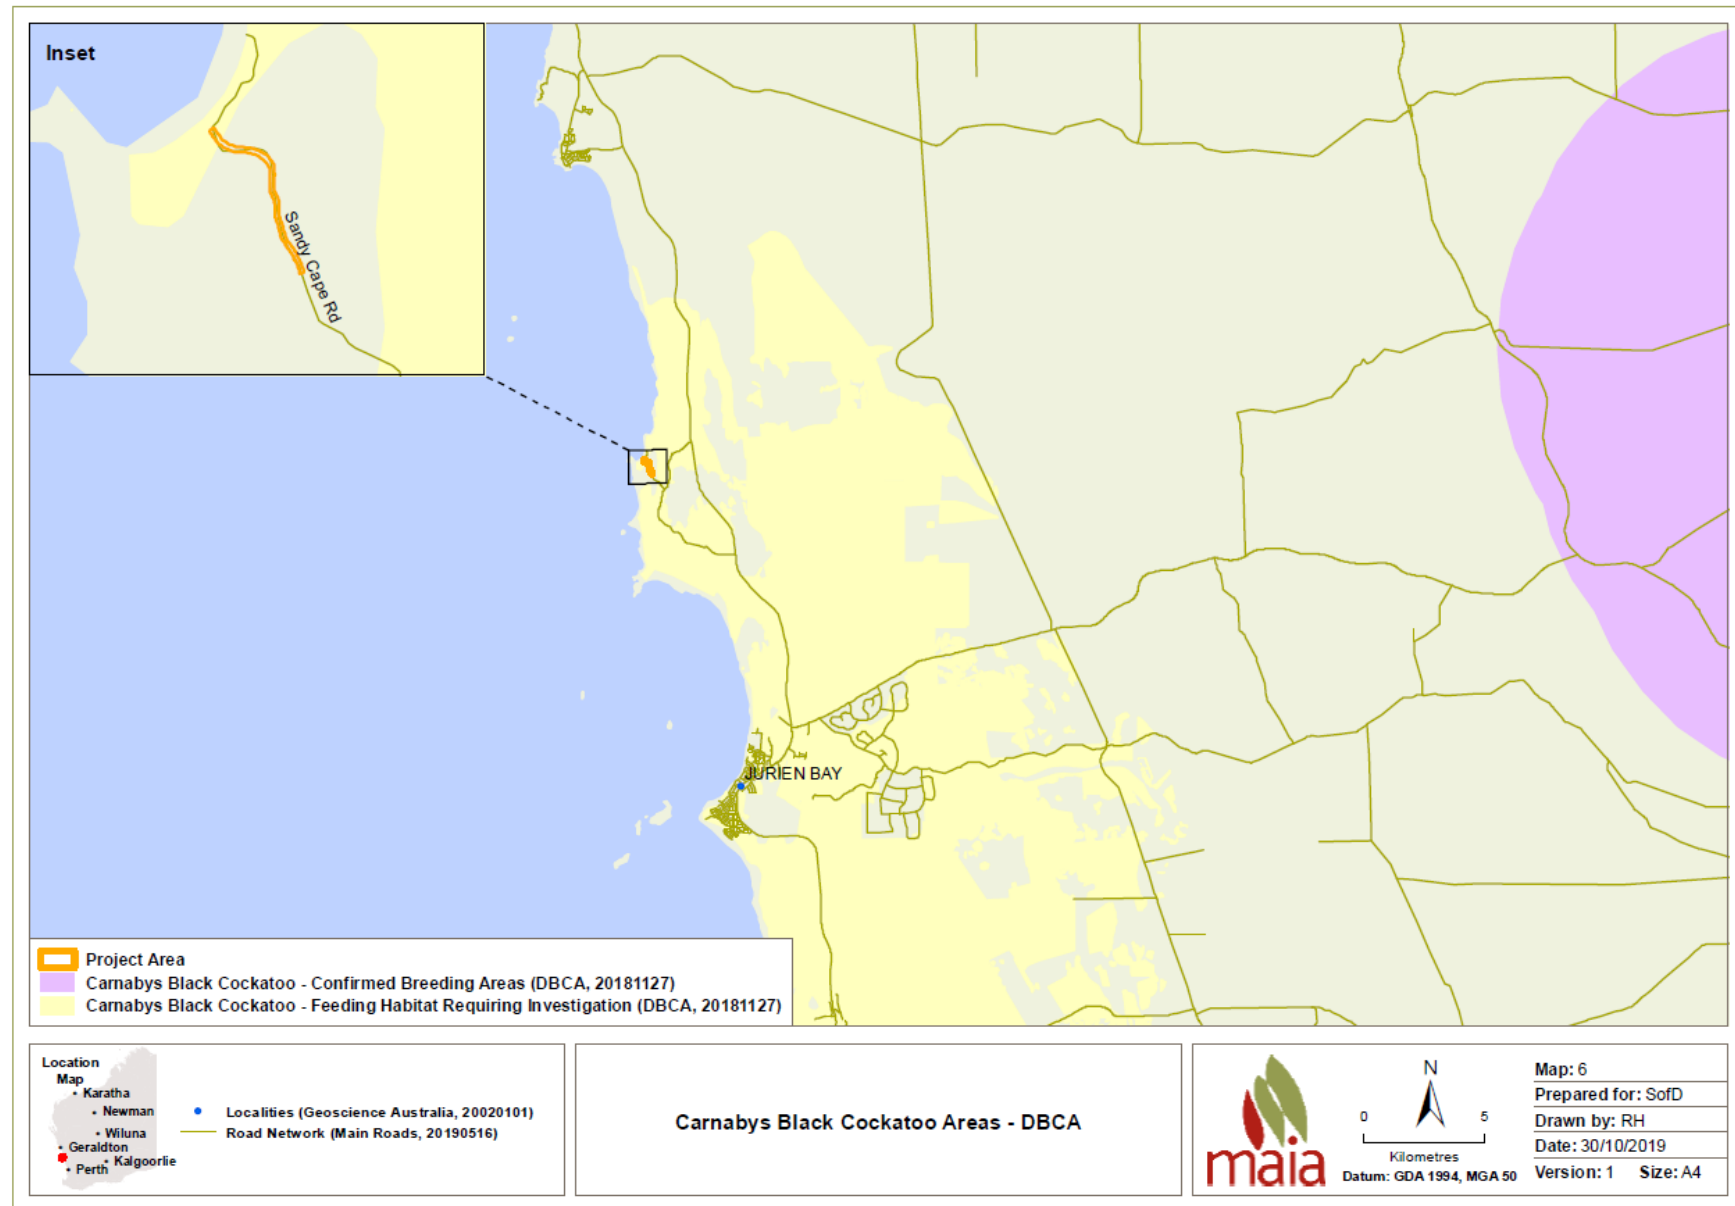 Inset
Sandy Cape Rd
JURIEN BAY
Project Area
Carnabys Black Cockatoo - Confirmed Breeding Areas (DBCA, 20181127)
Carnabys Black Cockatoo - Feeding Habitat Requiring Investigation (DBCA, 20181127)
Location
Map
Karatha
Newman
Wiluna
Geraldton
Kalgoorlie
Perth
Localities (Geoscience Australia, 20020101)
Road Network (Main Roads, 20190516)
Carnabys Black Cockatoo Areas - DBCA
maia
N
0 5
Kilometres
Datum: GDA 1994, MGA 50
Map: 6
Prepared for: SofD
Drawn by: RH
Date: 30/10/2019
Version: 1 Size: A4